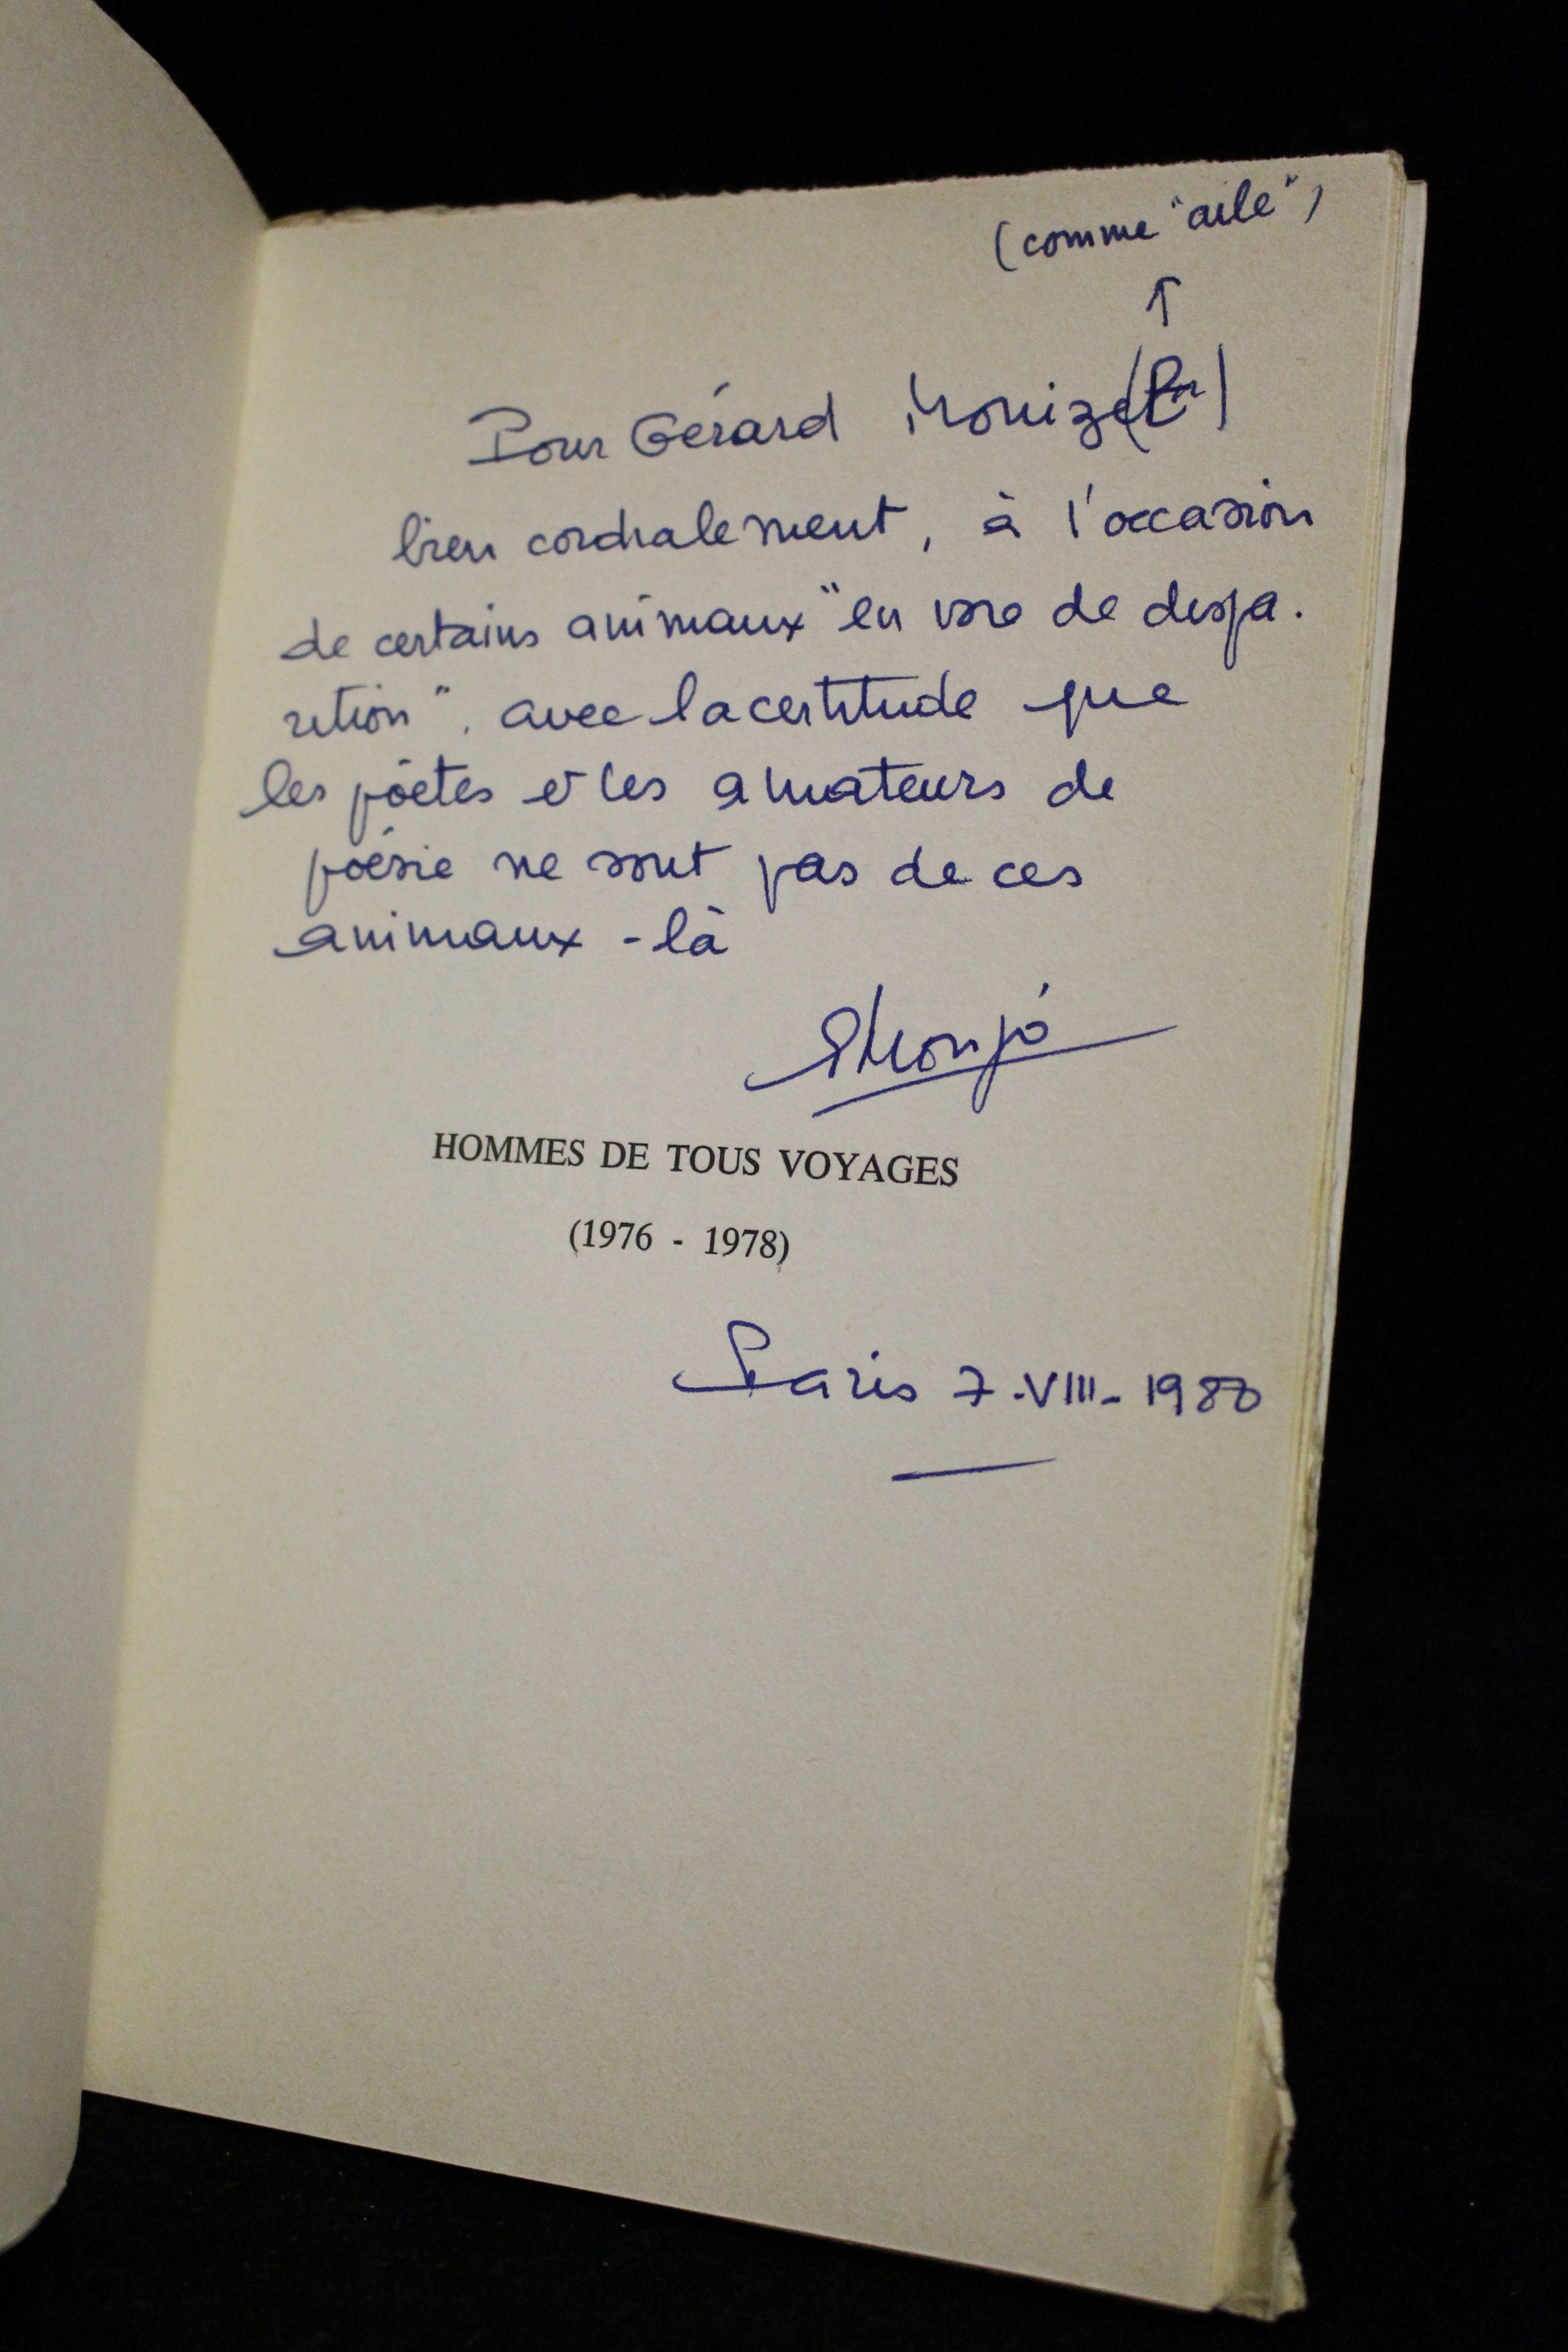 (comme "aile")
↑
Pour Gérard Mouize(l)
bien cordialement, à l'occasion
de certains animaux "en voie de dispa-
rition", avec la certitude que
les poètes et les amateurs de
poésie ne sont pas de ces
animaux-là
HOMMES DE TOUS VOYAGES
(1976 - 1978)
Paris 7-VIII-1980